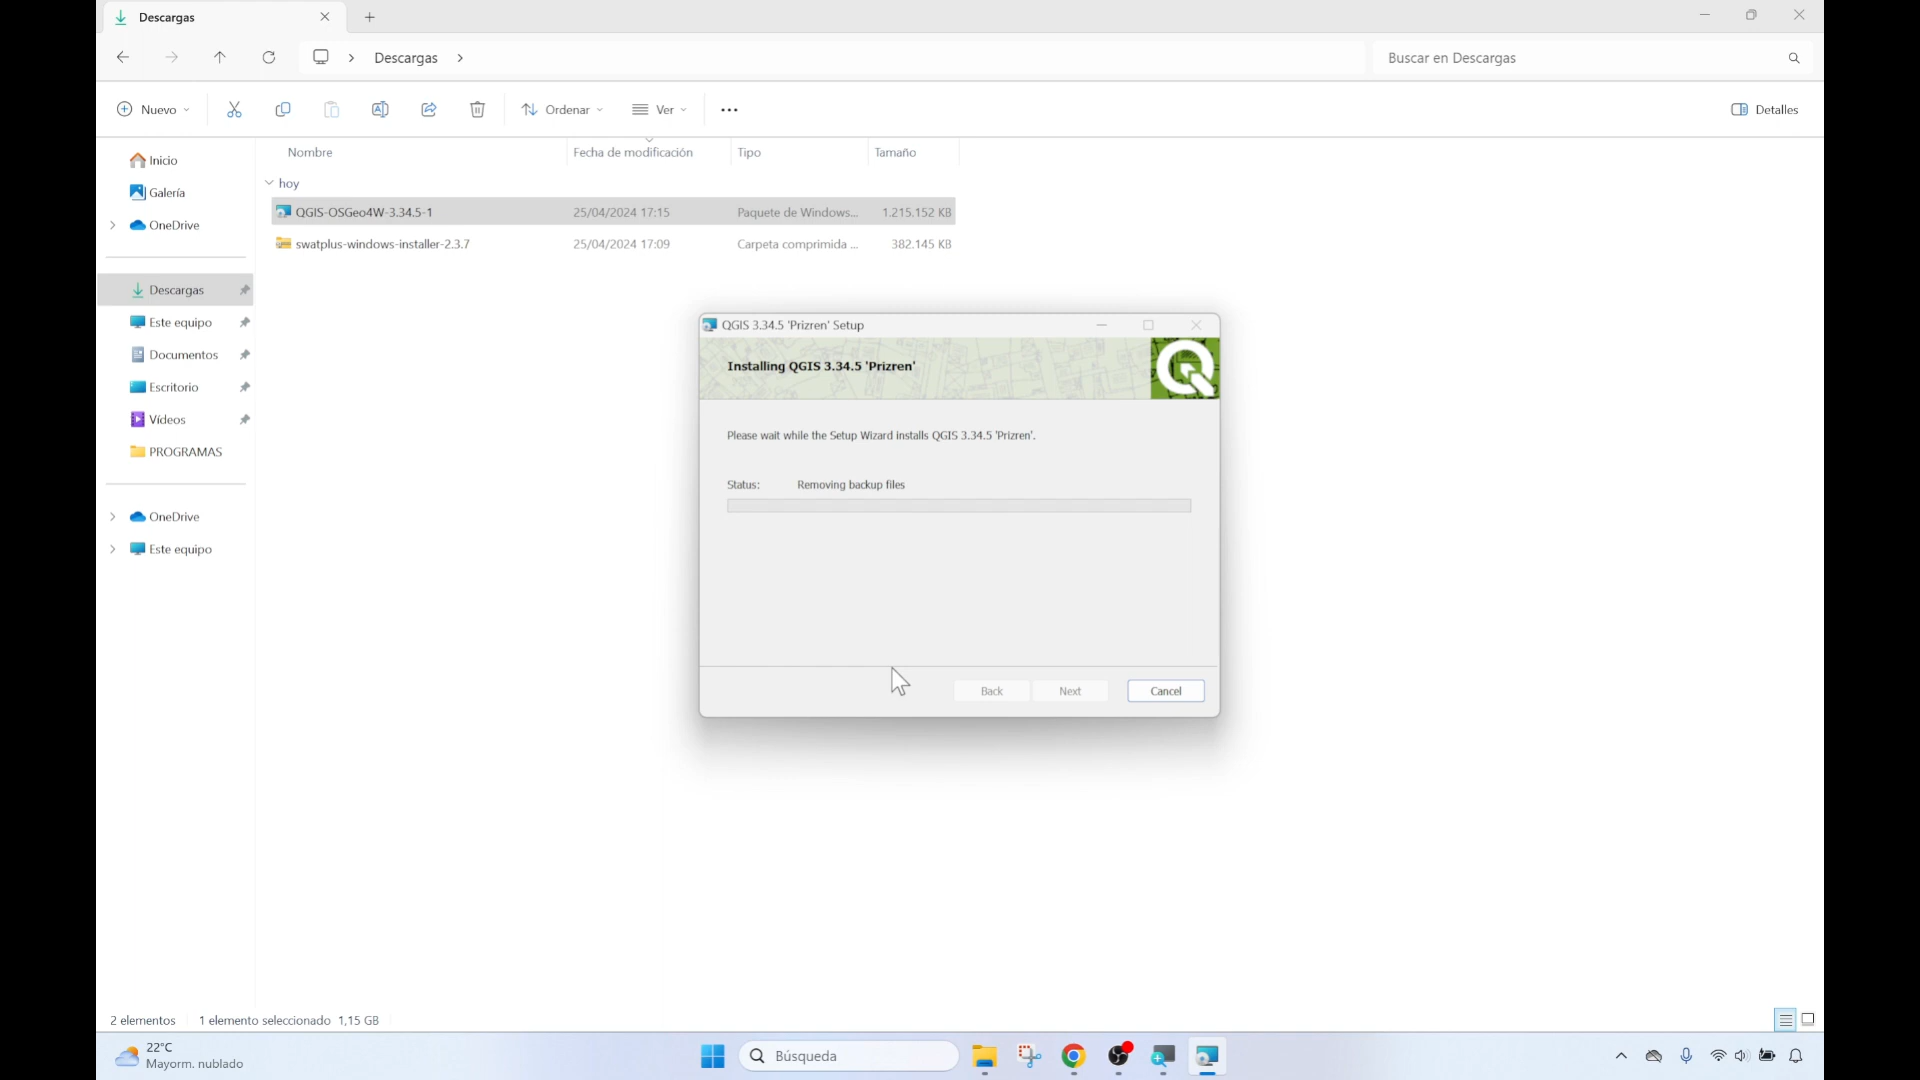 Descargas
Descargas
Buscar en Descargas
Nuevo
Ordenar
Ver
Detalles
Nombre
Fecha de modificación
Tipo
Tamaño
Inicio
Galería
OneDrive
Descargas
Este equipo
Documentos
Escritorio
Vídeos
PROGRAMAS
OneDrive
Este equipo
hoy
QGIS-OSGeo4W-3.34.5-1 25/04/2024 17:15 Paquete de Windows... 1.215.152 KB
swatplus-windows-installer-2.3.7 25/04/2024 17:09 Carpeta comprimida ... 382.145 KB
QGIS 3.34.5 'Prizren' Setup
Installing QGIS 3.34.5 'Prizren'
Please wait while the Setup Wizard installs QGIS 3.34.5 'Prizren'.
Status: Removing backup files
Back
Next
Cancel
2 elementos 1 elemento seleccionado 1,15 GB
22°C
Mayorm. nublado
Búsqueda